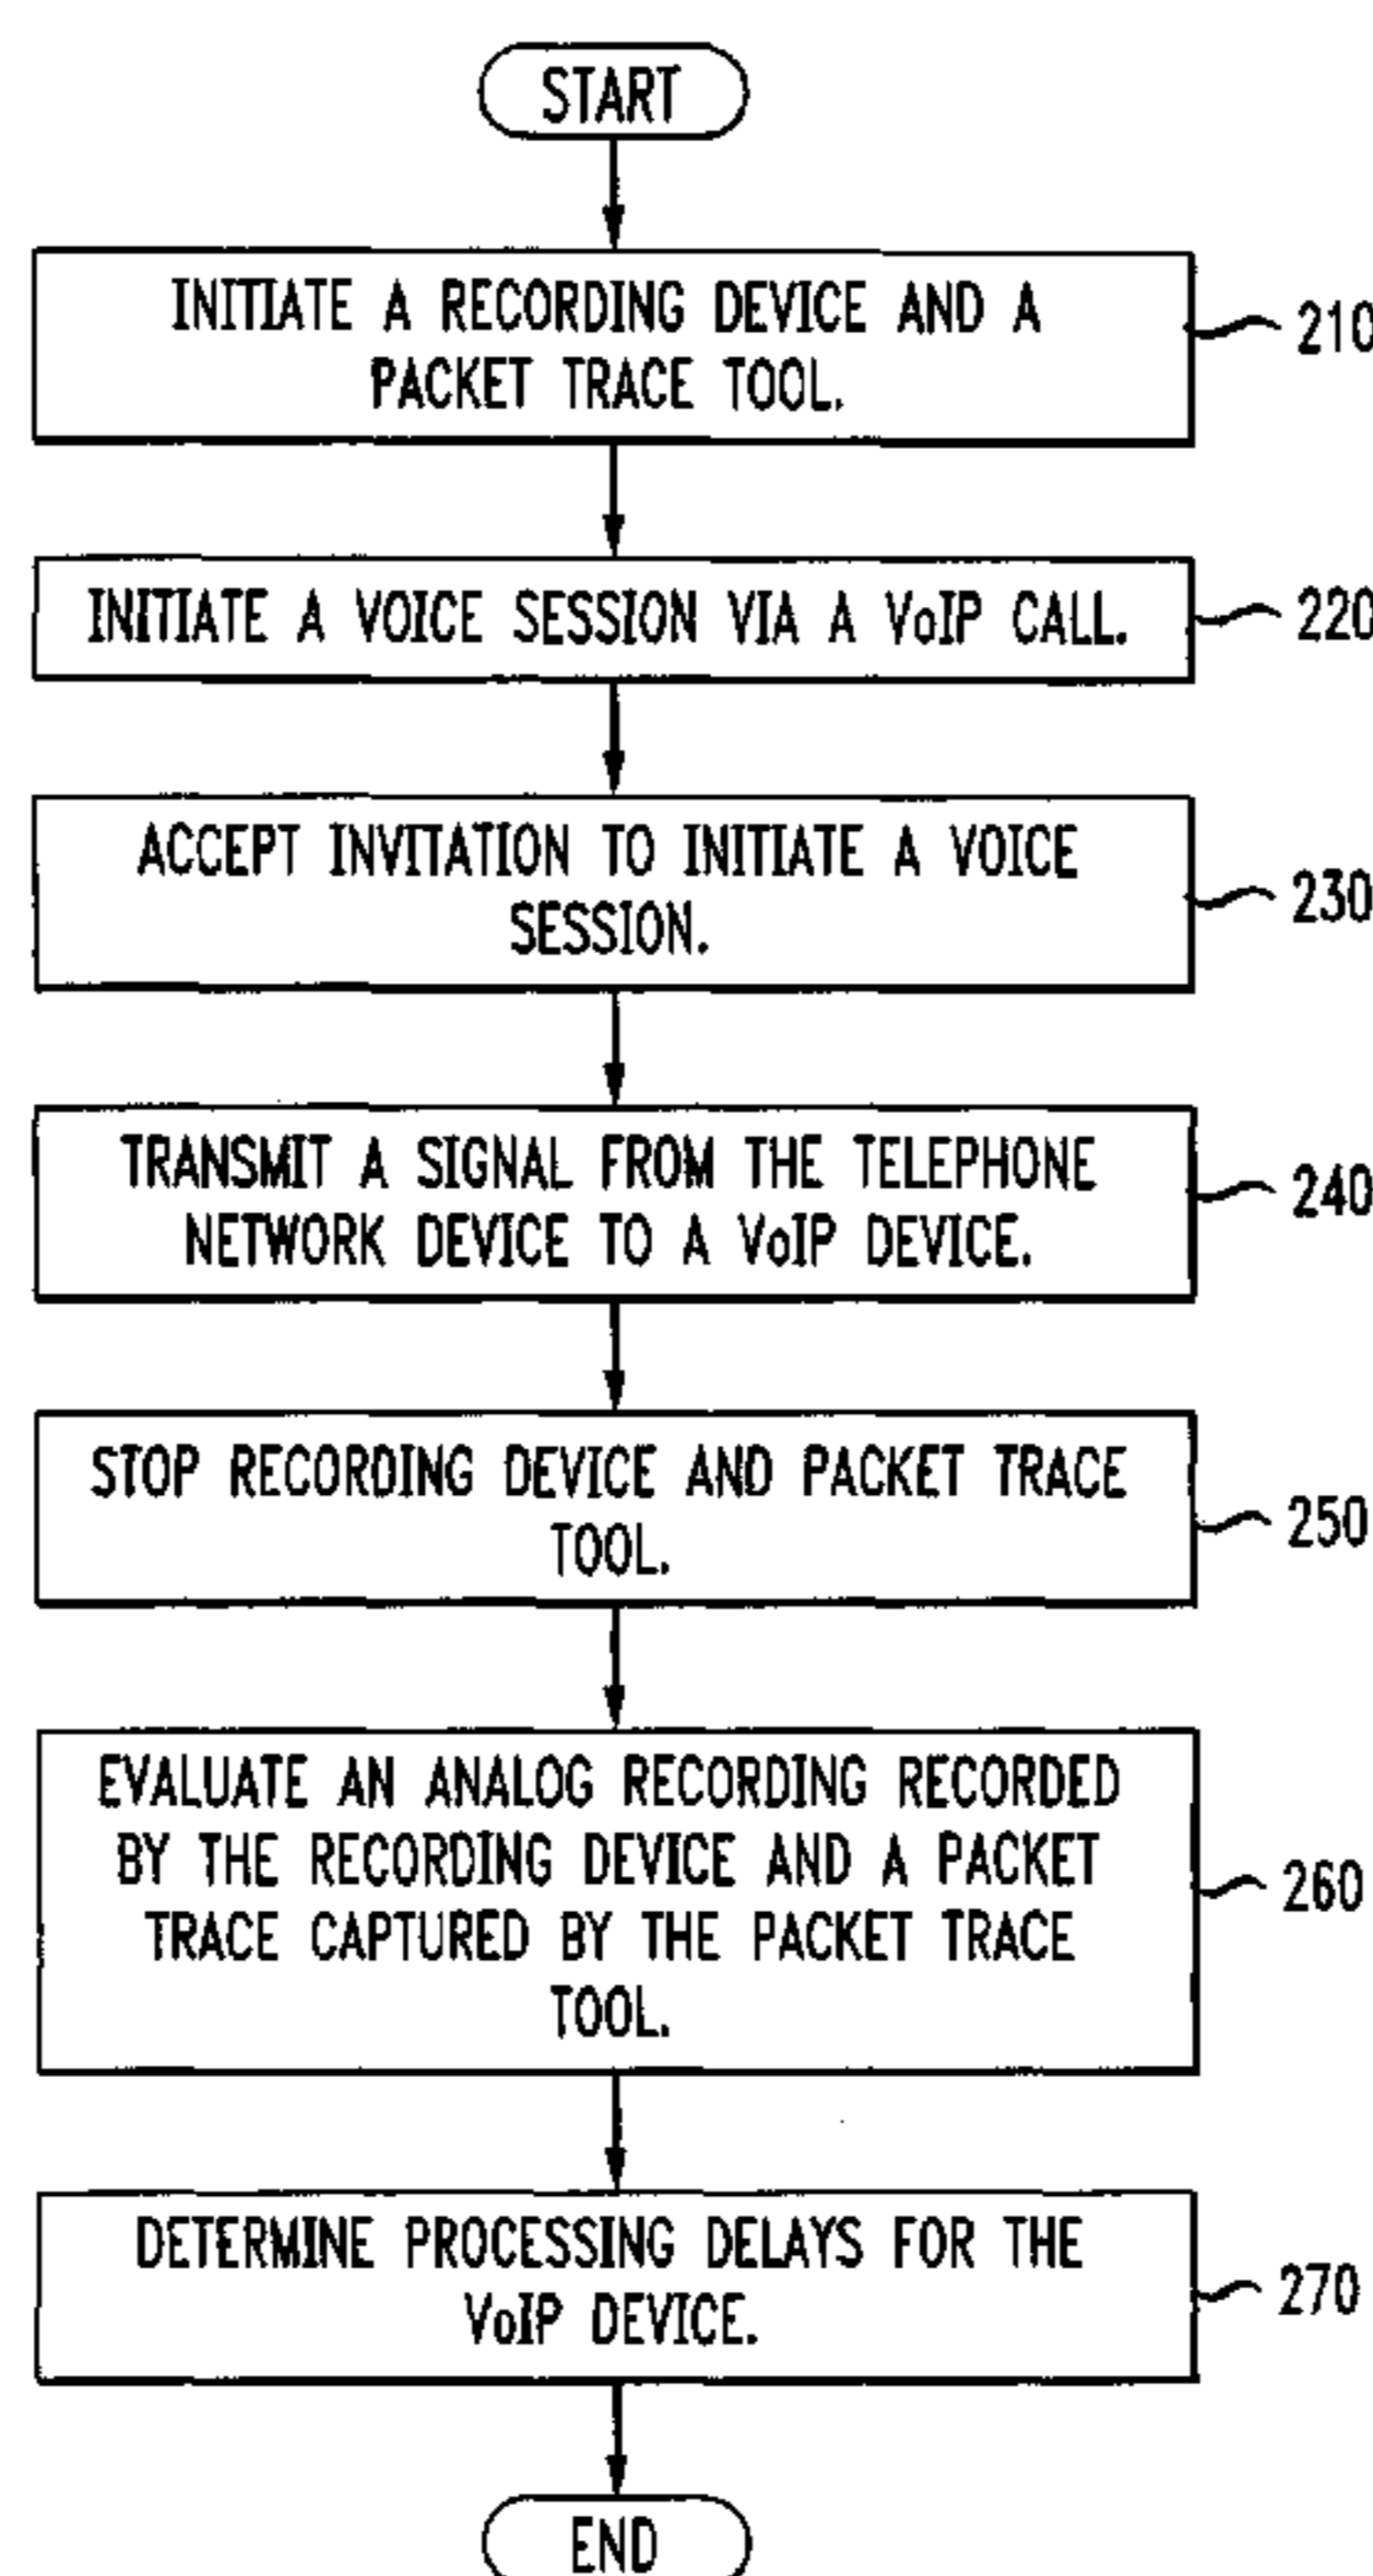 START
INITIATE A RECORDING DEVICE AND A
PACKET TRACE TOOL.
210
INITIATE A VOICE SESSION VIA A VoIP CALL.
220
ACCEPT INVITATION TO INITIATE A VOICE
SESSION.
230
TRANSMIT A SIGNAL FROM THE TELEPHONE
NETWORK DEVICE TO A VoIP DEVICE.
240
STOP RECORDING DEVICE AND PACKET TRACE
TOOL.
250
EVALUATE AN ANALOG RECORDING RECORDED
BY THE RECORDING DEVICE AND A PACKET
TRACE CAPTURED BY THE PACKET TRACE
TOOL.
260
DETERMINE PROCESSING DELAYS FOR THE
VoIP DEVICE.
270
END